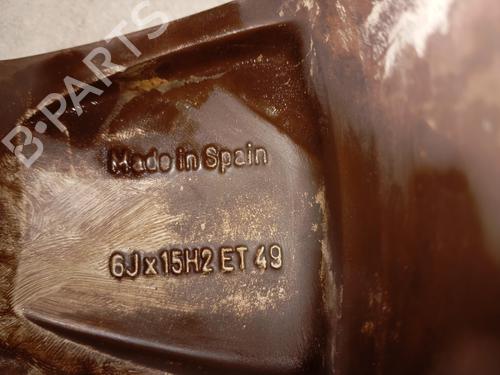 B-PARTS
Made in Spain
6Jx15H2 ET 49